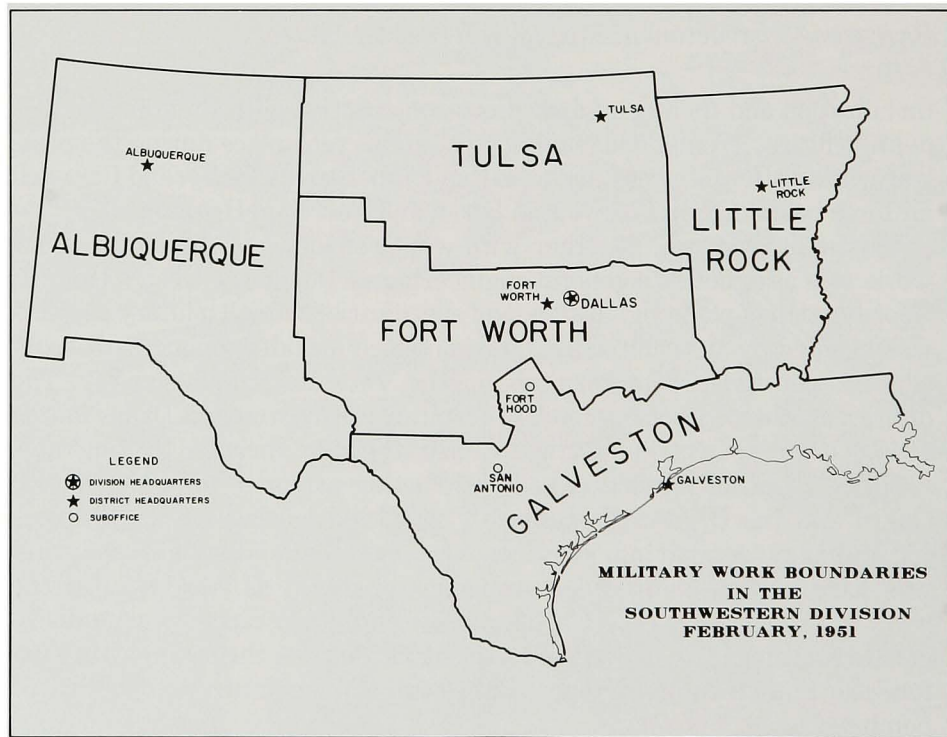 ALBUQUERQUE
ALBUQUERQUE
TULSA
TULSA
LITTLE
ROCK
LITTLE
ROCK
FORT
WORTH
DALLAS
FORT WORTH
FORT
HOOD
SAN
ANTONIO
GALVESTON
GALVESTON
LEGEND
DIVISION HEADQUARTERS
DISTRICT HEADQUARTERS
SUBOFFICE
MILITARY WORK BOUNDARIES
IN THE
SOUTHWESTERN DIVISION
FEBRUARY, 1951